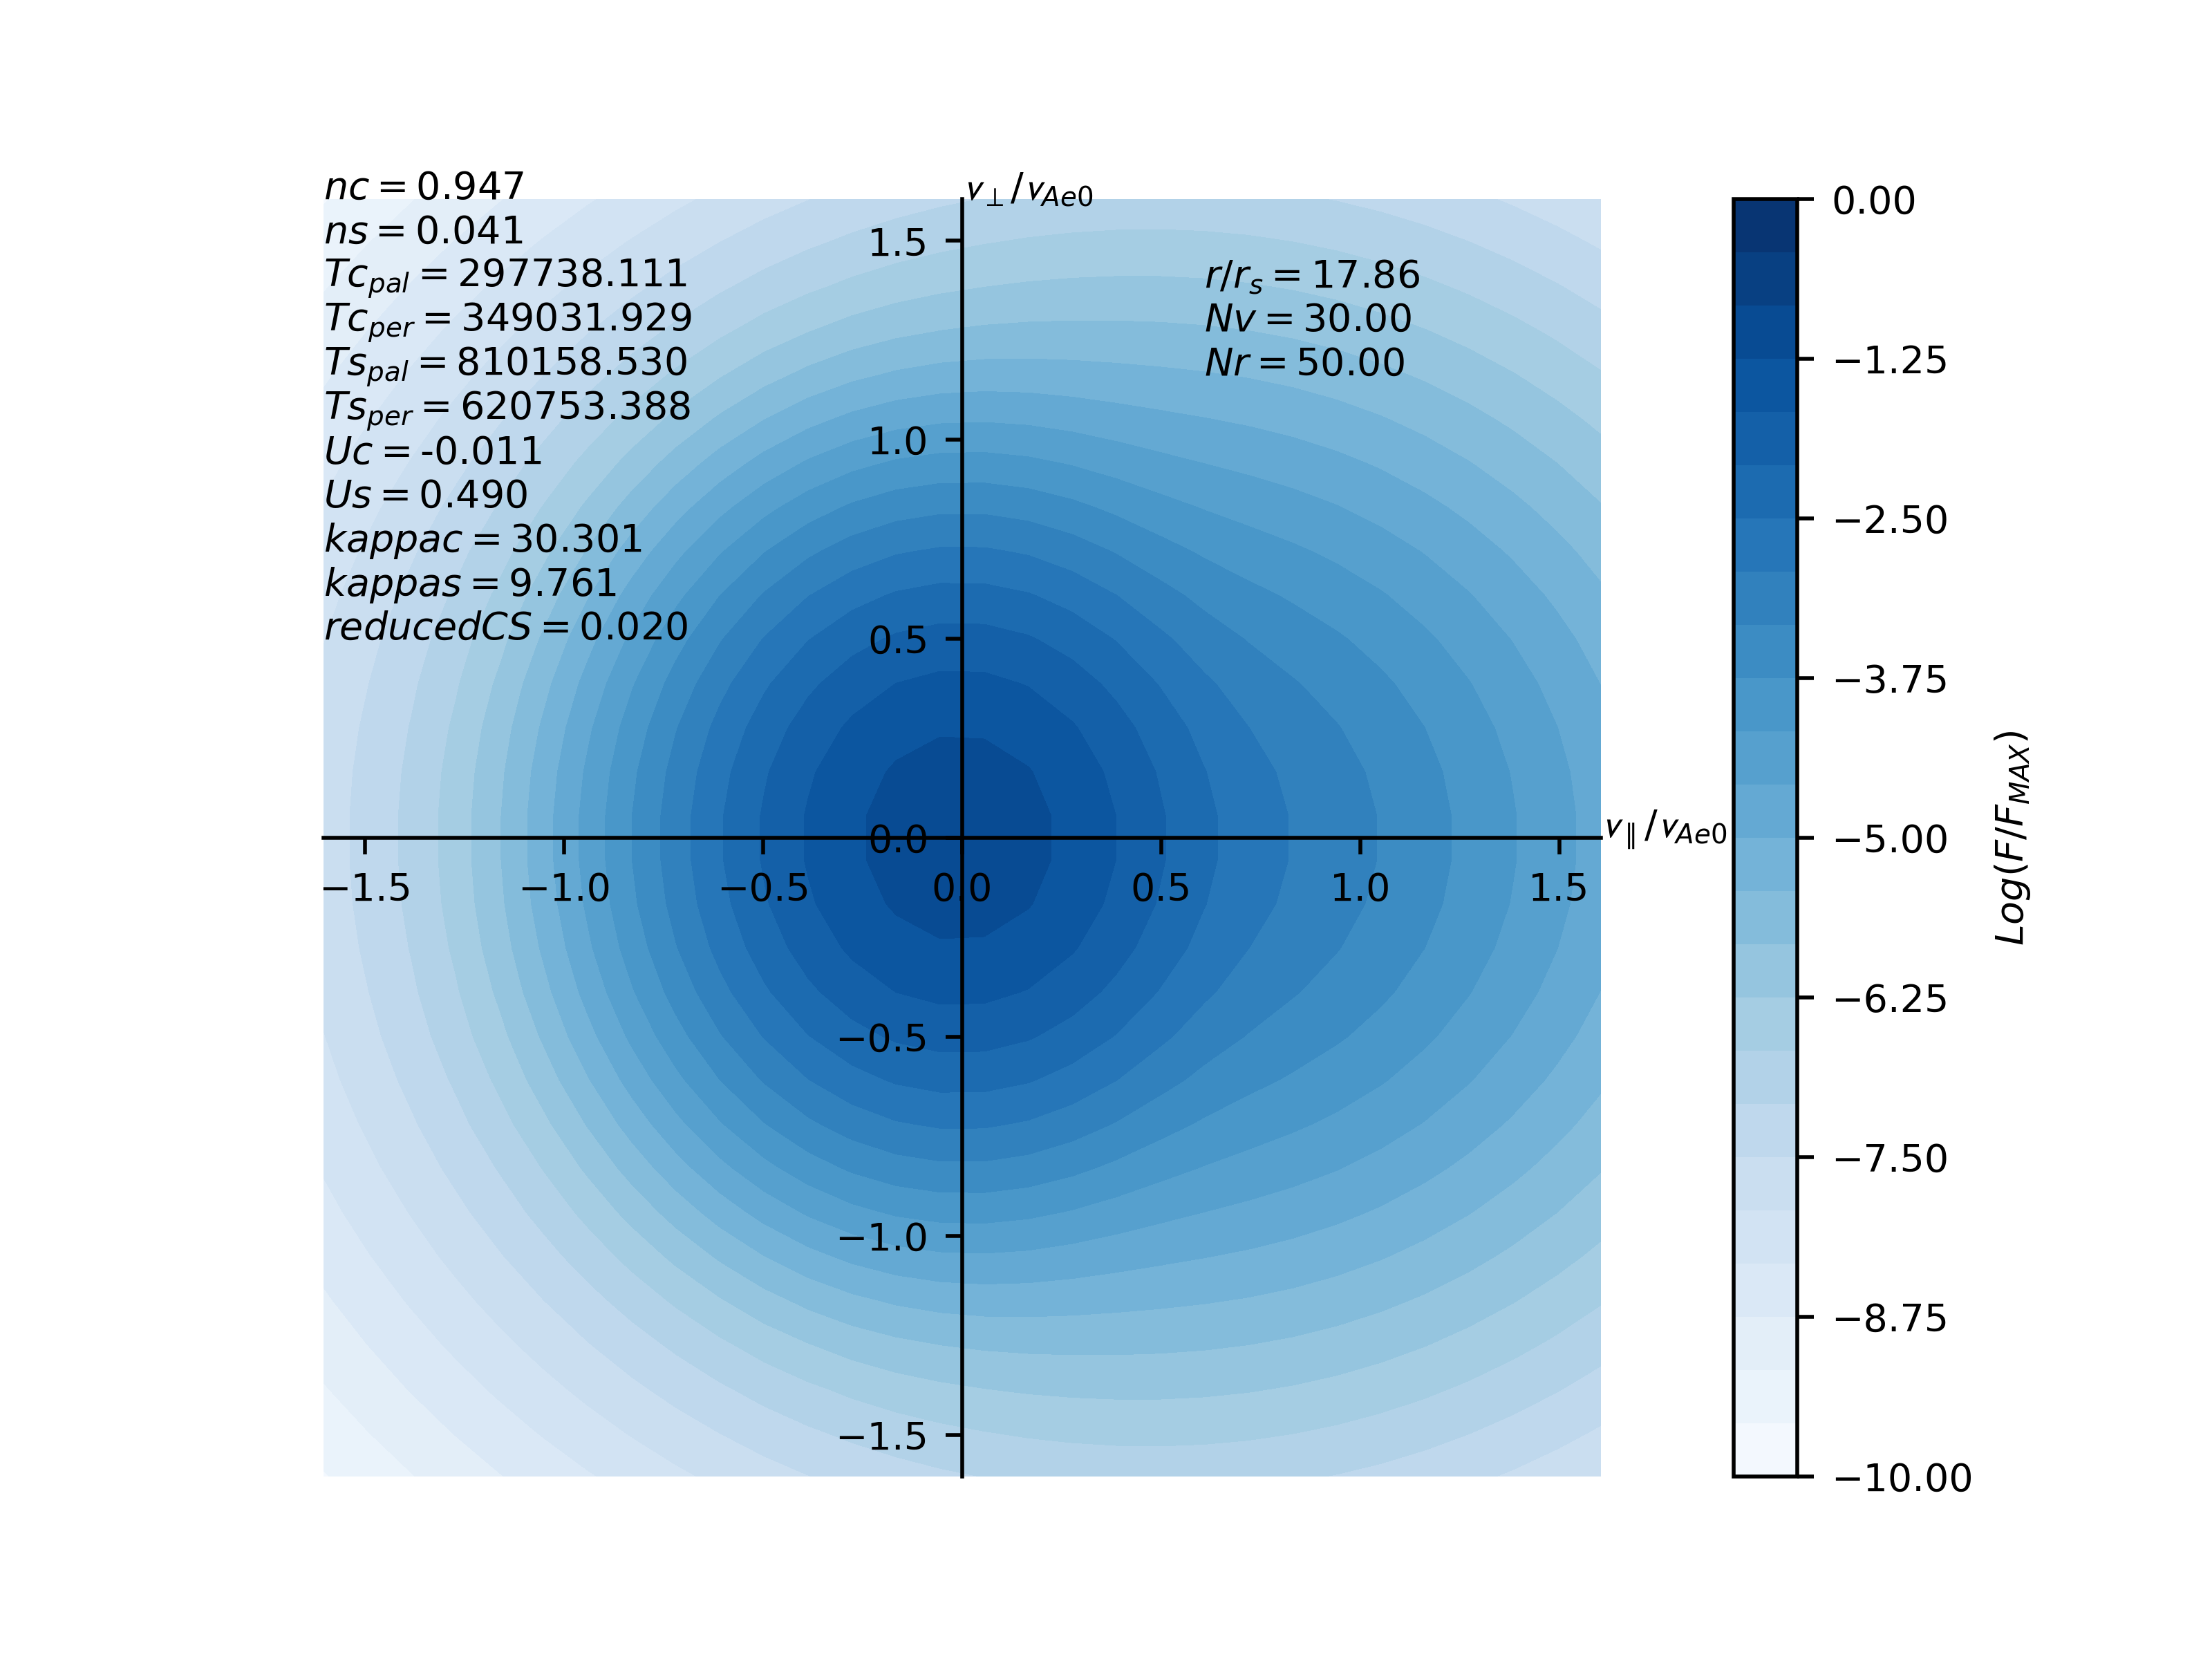 nc = 0.947
ns = 0.041
Tc_pal = 297738.111
Tc_per = 349031.929
Ts_pal = 810158.530
Ts_per = 620753.388
Uc = -0.011
Us = 0.490
kappac = 30.301
kappas = 9.761
reducedCS = 0.020
v⊥/v_Ae0
r/r_s = 17.86
Nv = 30.00
Nr = 50.00
1.5
1.0
0.5
0.0
−0.5
−1.0
−1.5
−1.5 −1.0 −0.5 0.0 0.5 1.0 1.5
v∥/v_Ae0
0.00
−1.25
−2.50
−3.75
−5.00
−6.25
−7.50
−8.75
−10.00
Log(F/F_MAX)